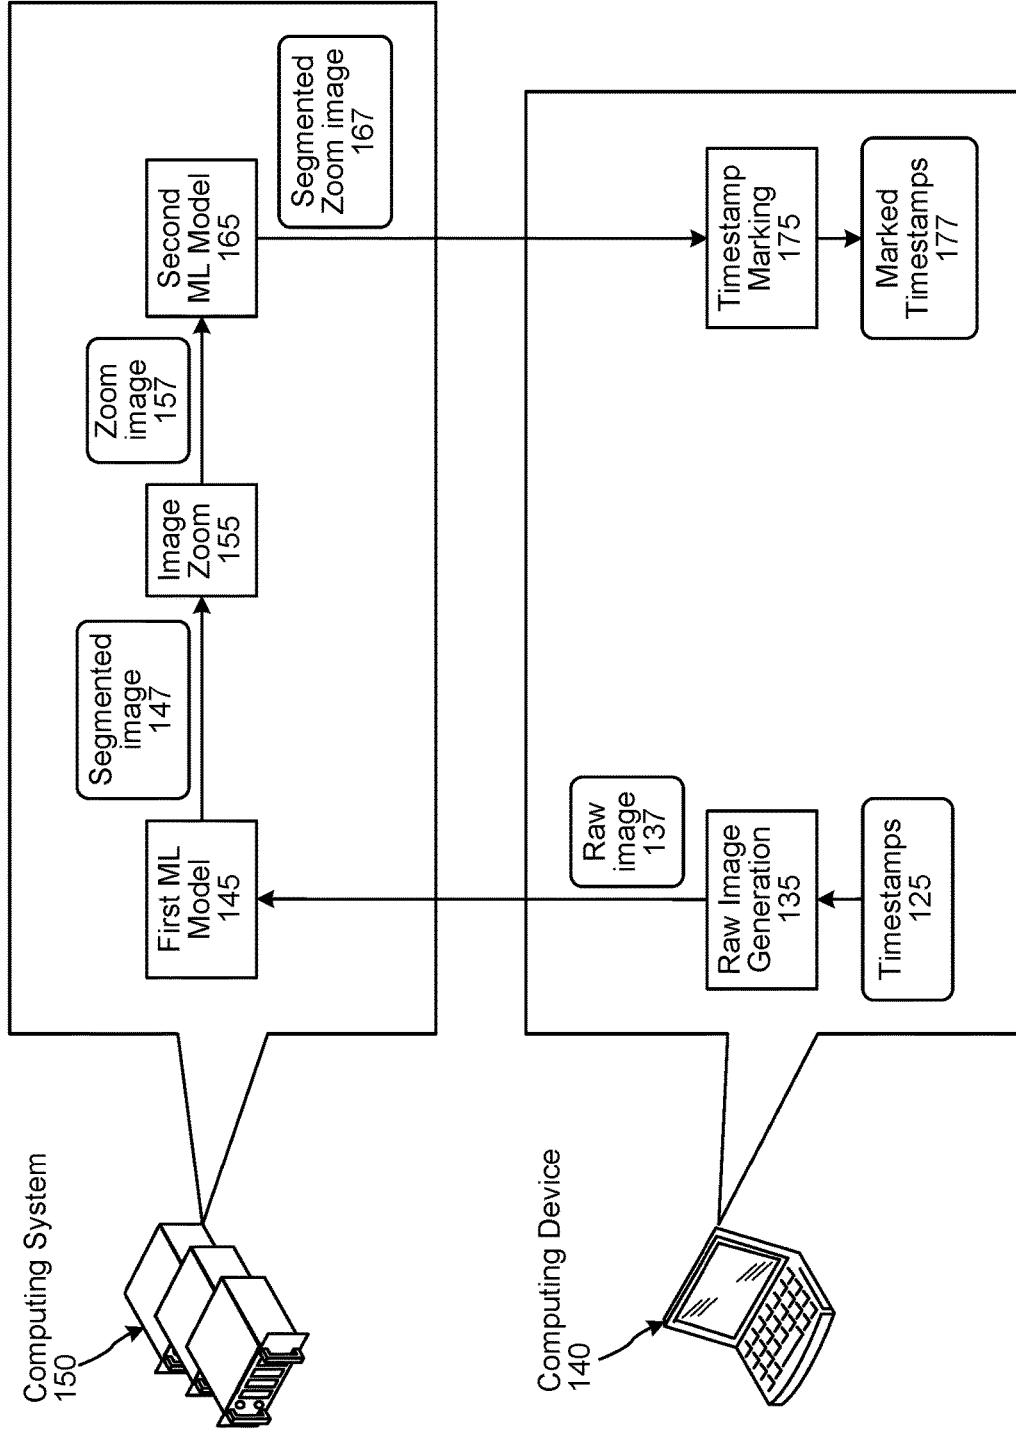 Computing System
150
First ML
Model
145
Segmented
image
147
Image
Zoom
155
Zoom
image
157
Second
ML Model
165
Segmented
Zoom image
167
Computing Device
140
Timestamps
125
Raw Image
Generation
135
Raw
image
137
Timestamp
Marking
175
Marked
Timestamps
177